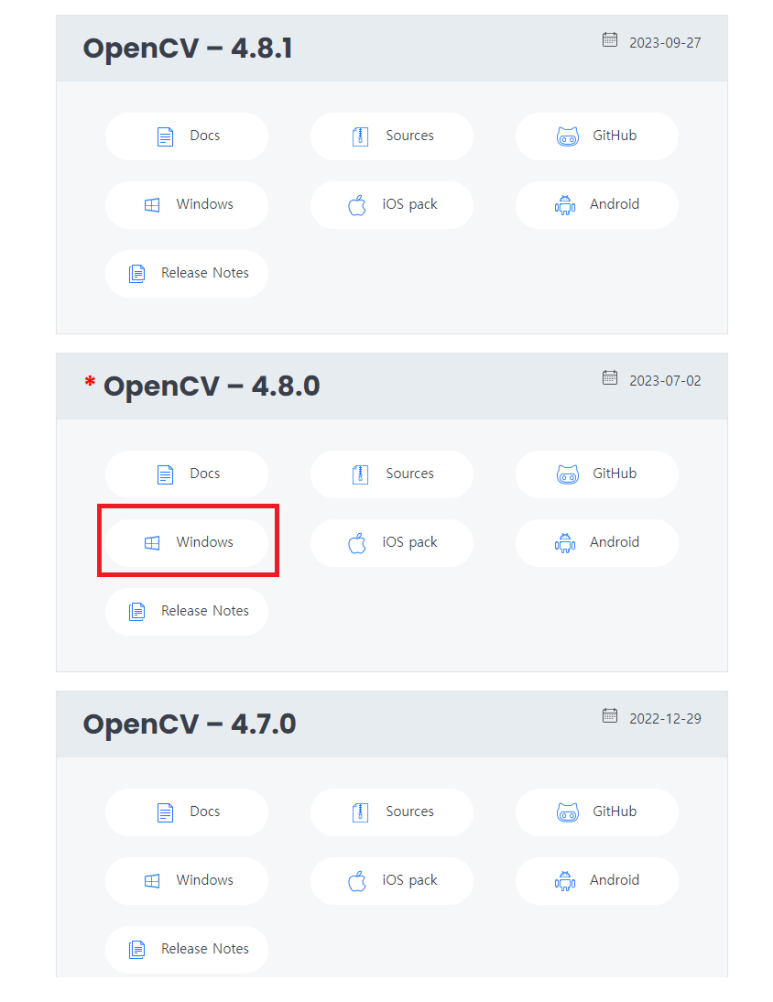 OpenCV – 4.8.1 2023-09-27
Docs Sources GitHub
Windows iOS pack Android
Release Notes
* OpenCV – 4.8.0 2023-07-02
Docs Sources GitHub
Windows iOS pack Android
Release Notes
OpenCV – 4.7.0 2022-12-29
Docs Sources GitHub
Windows iOS pack Android
Release Notes